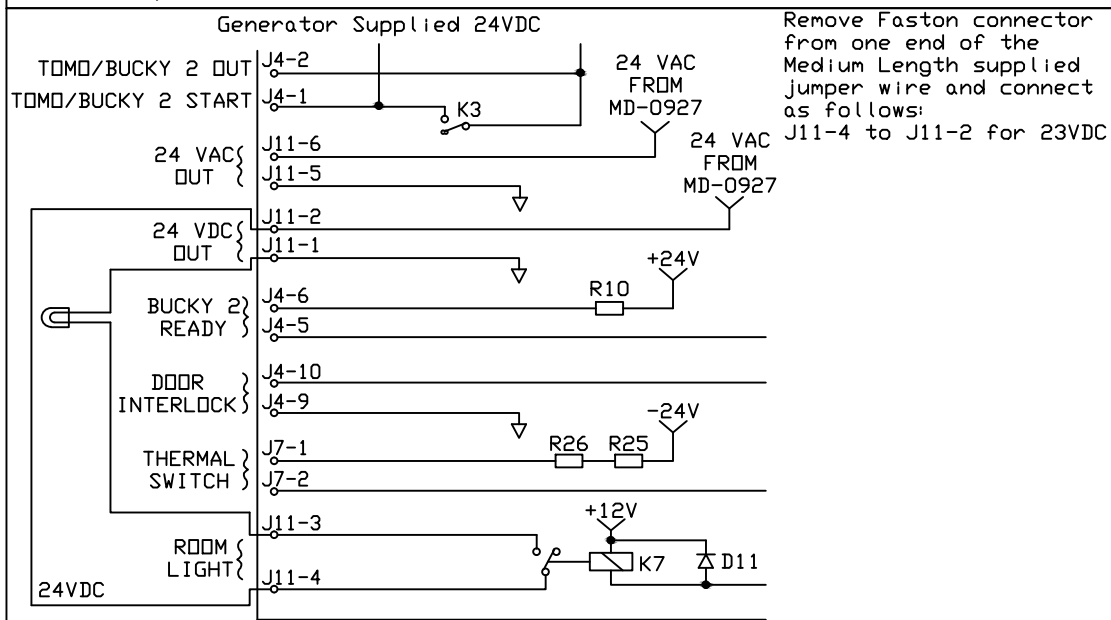 Generator Supplied 24VDC
Remove Faston connector
from one end of the
Medium Length supplied
jumper wire and connect
as follows:
J11-4 to J11-2 for 23VDC
TOMO/BUCKY 2 OUT
J4-2
TOMO/BUCKY 2 START
J4-1
K3
24 VAC
FROM
MD-0927
24 VAC
FROM
MD-0927
24 VAC
OUT
J11-6
J11-5
24 VDC
OUT
J11-2
J11-1
BUCKY 2
READY
J4-6
J4-5
R10
+24V
DOOR
INTERLOCK
J4-10
J4-9
THERMAL
SWITCH
J7-1
J7-2
R26
R25
-24V
ROOM
LIGHT
J11-3
J11-4
+12V
K7
D11
24VDC